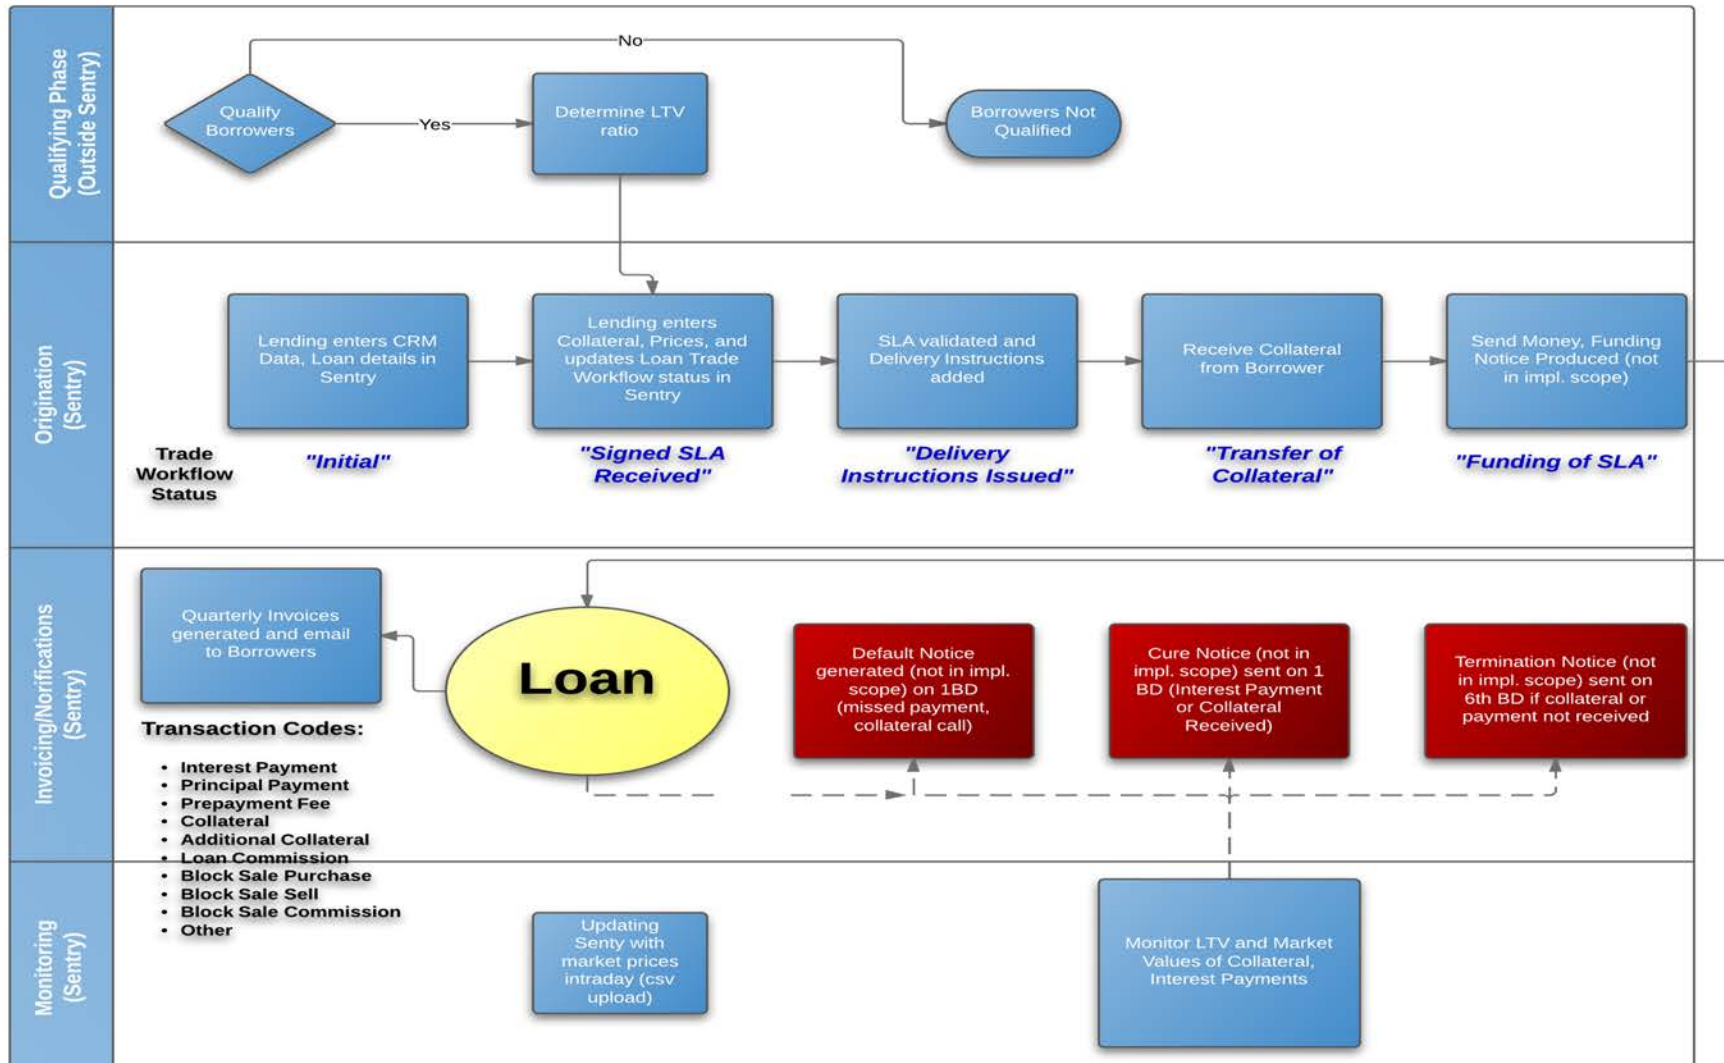 Qualifying Phase
(Outside Sentry)
No
Qualify
Borrowers
Yes
Determine LTV
ratio
Borrowers Not
Qualified
Origination
(Sentry)
Lending enters CRM
Data, Loan details in
Sentry
Lending enters
Collateral, Prices, and
updates Loan Trade
Workflow status in
Sentry
SLA validated and
Delivery Instructions
added
Receive Collateral
from Borrower
Send Money, Funding
Notice Produced (not
in impl. scope)
Trade
Workflow
Status
"Initial"
"Signed SLA
Received"
"Delivery
Instructions Issued"
"Transfer of
Collateral"
"Funding of SLA"
Invoicing/Norifications
(Sentry)
Quarterly Invoices
generated and email
to Borrowers
Loan
Default Notice
generated (not in impl.
scope) on 1BD
(missed payment,
collateral call)
Cure Notice (not in
impl. scope) sent on 1
BD (Interest Payment
or Collateral
Received)
Termination Notice (not
in impl. scope) sent on
6th BD if collateral or
payment not received
Transaction Codes:
• Interest Payment
• Principal Payment
• Prepayment Fee
• Collateral
• Additional Collateral
• Loan Commission
• Block Sale Purchase
• Block Sale Sell
• Block Sale Commission
• Other
Monitoring
(Sentry)
Updating
Senty with
market prices
intraday (csv
upload)
Monitor LTV and Market
Values of Collateral,
Interest Payments